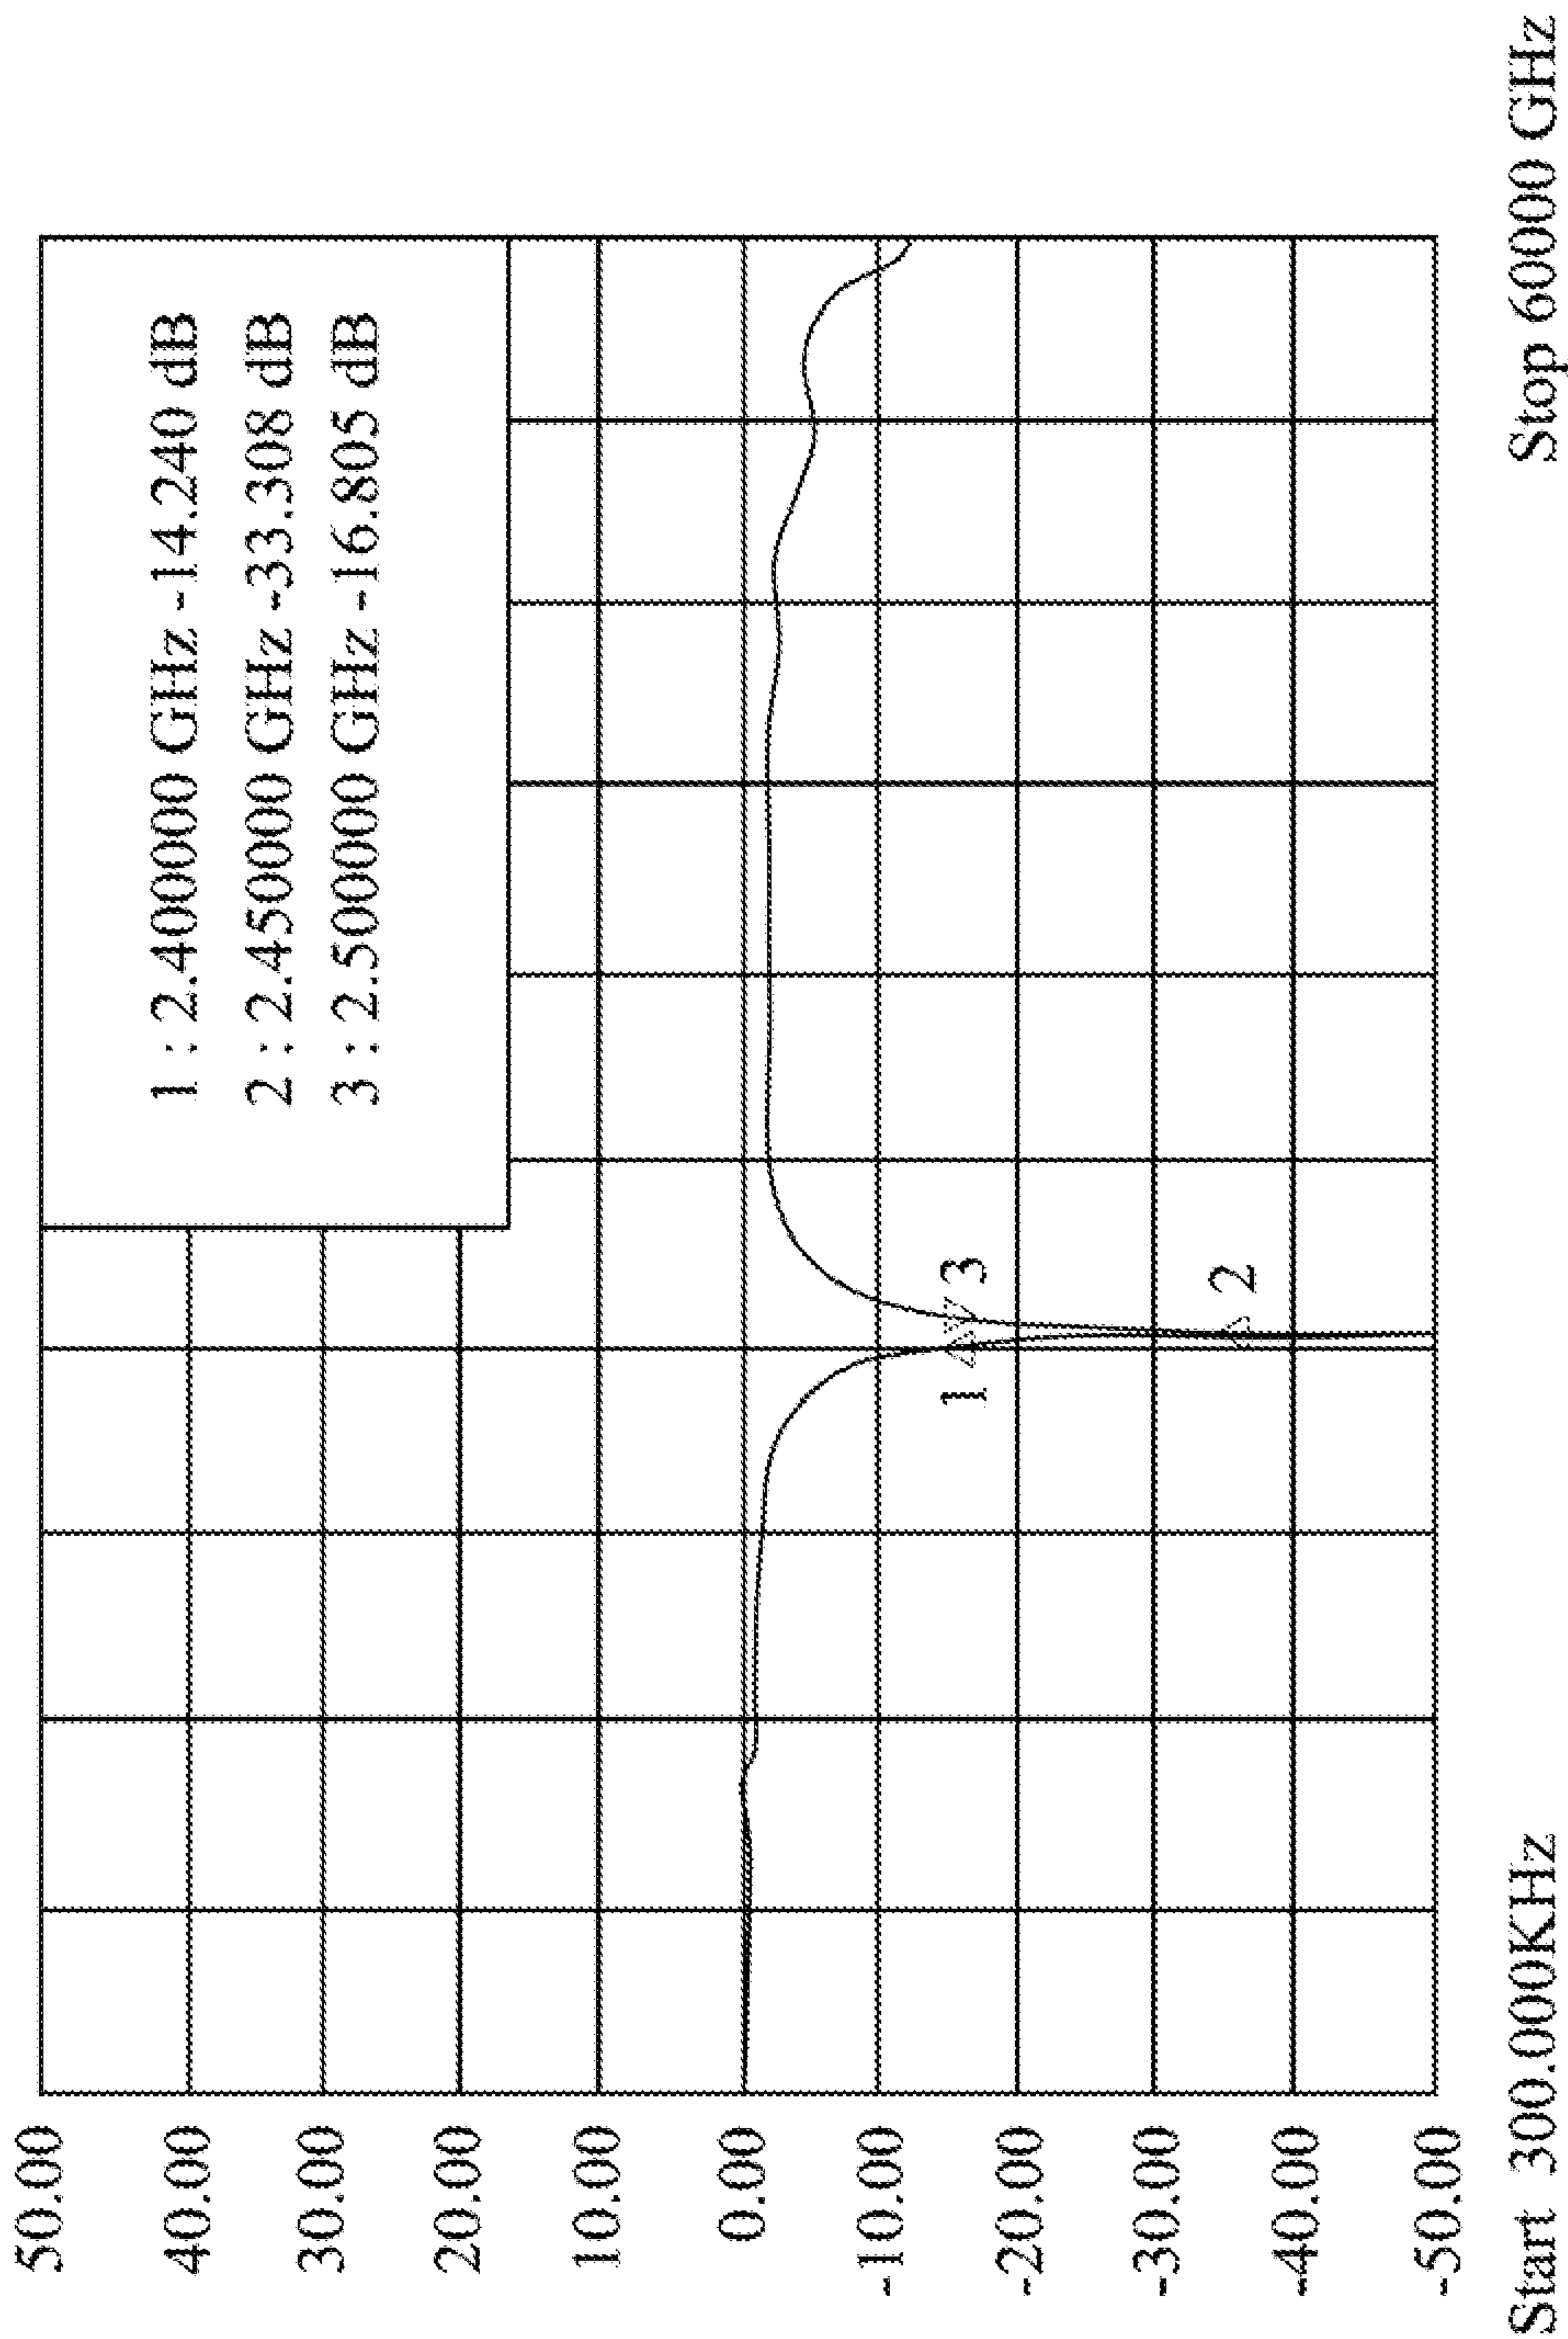 50.00
40.00
30.00
20.00
10.00
0.00
-10.00
-20.00
-30.00
-40.00
-50.00
1 : 2.400000 GHz -14.240 dB
2 : 2.450000 GHz -33.308 dB
3 : 2.500000 GHz -16.805 dB
1
3
2
Start 300.000KHz
Stop 6000 GHz